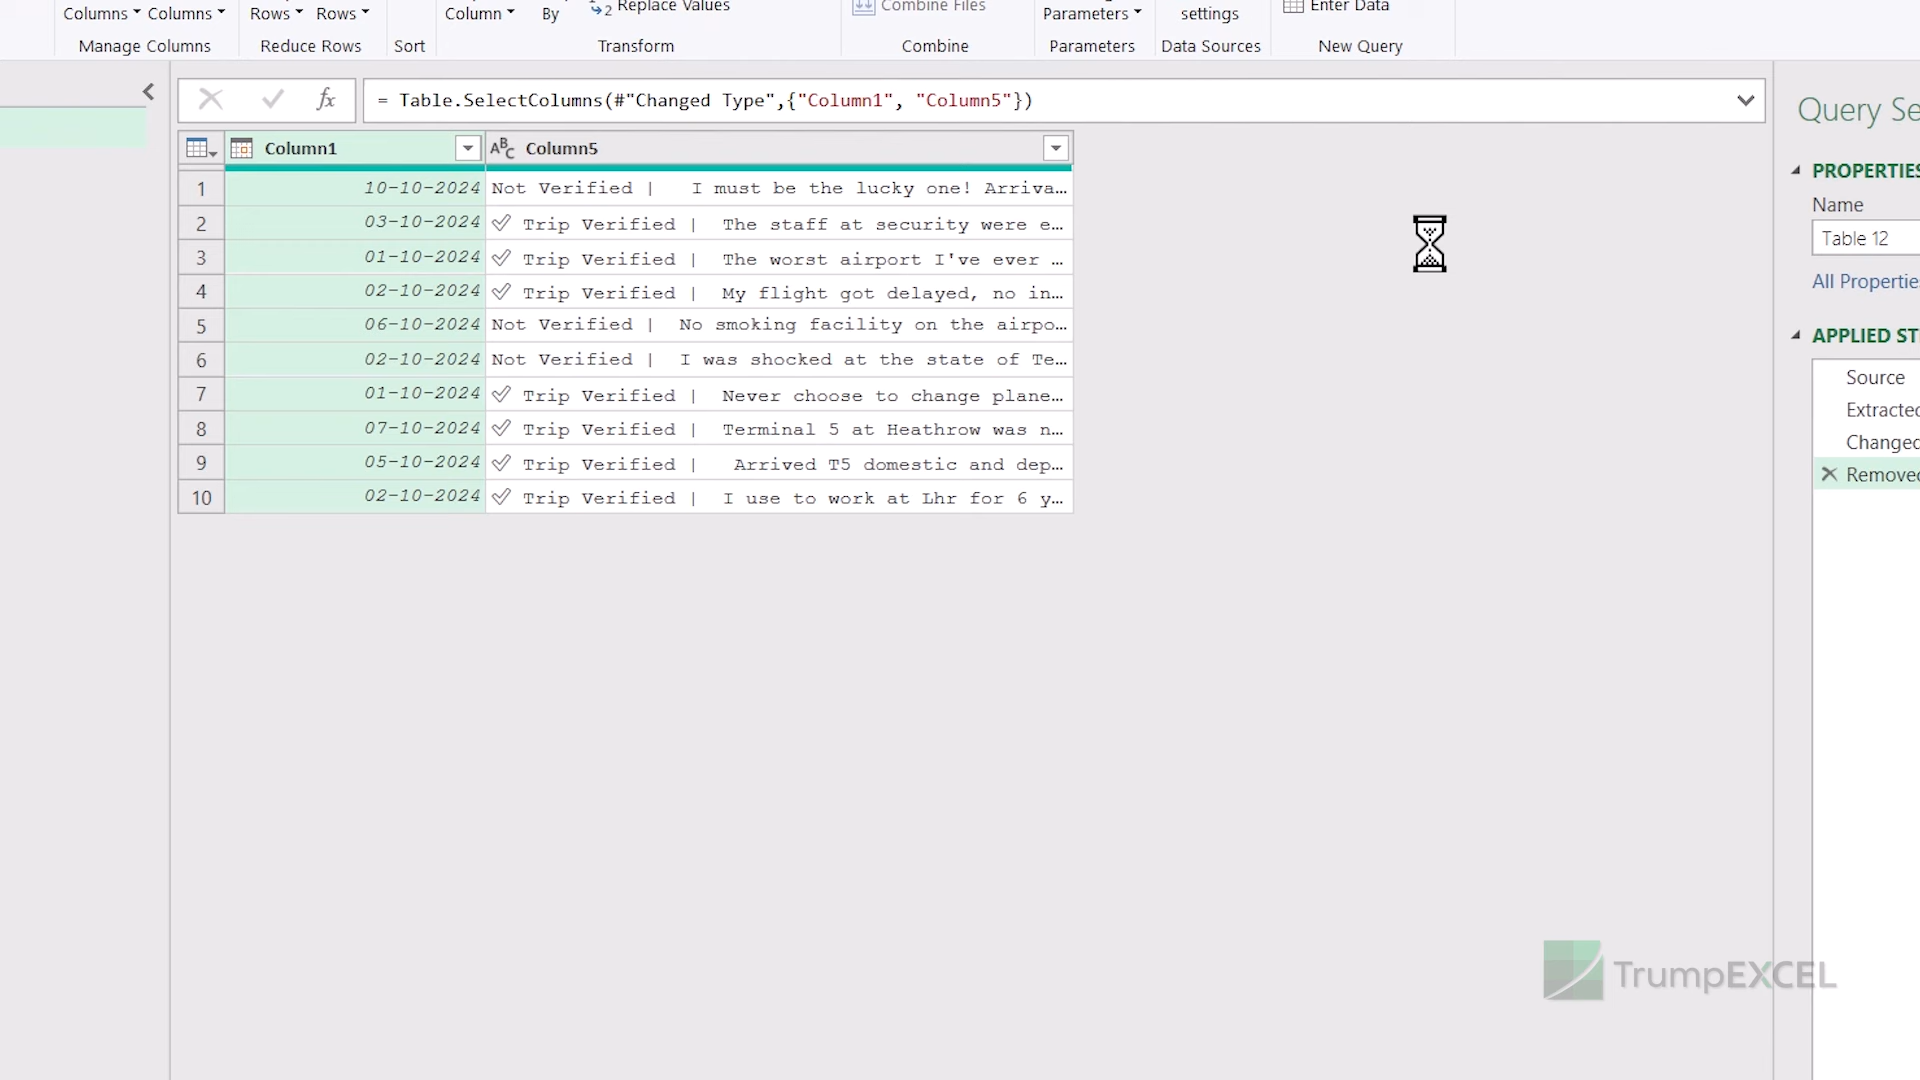 Columns Columns Rows Rows Column By Replace Values Combine Files Parameters settings Enter Data
Manage Columns Reduce Rows Sort Transform Combine Parameters Data Sources New Query
fx = Table.SelectColumns(#"Changed Type",{"Column1", "Column5"})
Query Se
Column1 ABC Column5
1 10-10-2024 Not Verified | I must be the lucky one! Arriva…
2 03-10-2024 ✅ Trip Verified | The staff at security were e…
3 01-10-2024 ✅ Trip Verified | The worst airport I've ever …
4 02-10-2024 ✅ Trip Verified | My flight got delayed, no in…
5 06-10-2024 Not Verified | No smoking facility on the airpo…
6 02-10-2024 Not Verified | I was shocked at the state of Te…
7 01-10-2024 ✅ Trip Verified | Never choose to change plane…
8 07-10-2024 ✅ Trip Verified | Terminal 5 at Heathrow was n…
9 05-10-2024 ✅ Trip Verified | Arrived T5 domestic and dep…
10 02-10-2024 ✅ Trip Verified | I use to work at Lhr for 6 y…
PROPERTIES
Name
Table 12
All Propertie
APPLIED ST
Source
Extracted
Changed
Removed
TrumpEXCEL